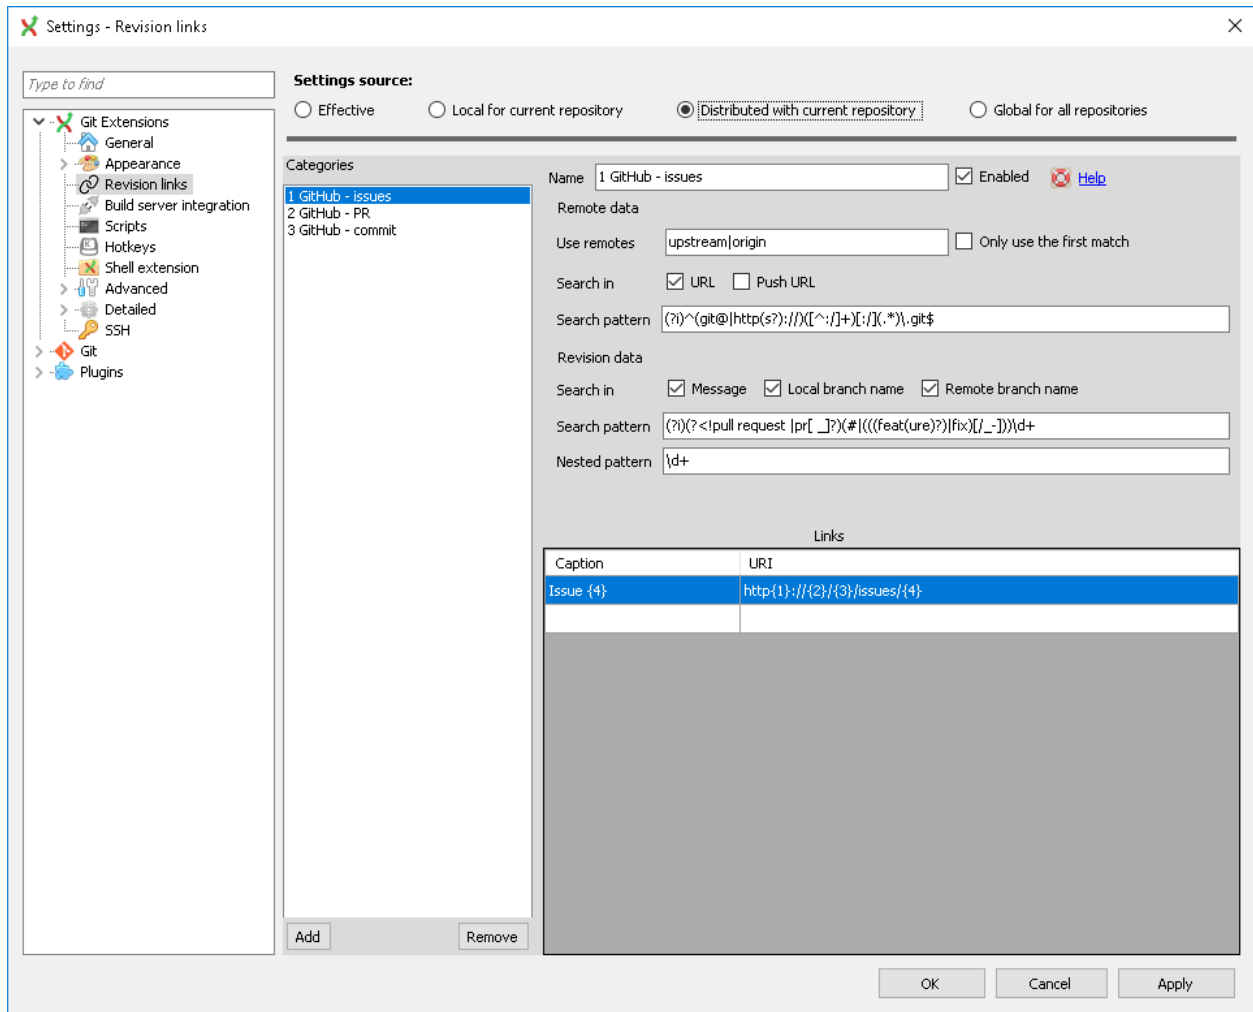 Settings - Revision links
Type to find
Git Extensions
General
Appearance
Revision links
Build server integration
Scripts
Hotkeys
Shell extension
Advanced
Detailed
SSH
Git
Plugins
Settings source:
Effective Local for current repository Distributed with current repository Global for all repositories
Categories
1 GitHub - issues
2 GitHub - PR
3 GitHub - commit
Add Remove
Name 1 GitHub - issues Enabled Help
Remote data
Use remotes upstream|origin Only use the first match
Search in URL Push URL
Search pattern (?i)^(git@|http(s?)://)([^:/]+)[:/](.*)\.git$
Revision data
Search in Message Local branch name Remote branch name
Search pattern (?i)(?<!pull request |pr[ _]?)(#|(((feat(ure)?)|fix)[/_-]))\d+
Nested pattern \d+
Links
Caption URI
Issue {4} http{1}://{2}/{3}/issues/{4}
OK Cancel Apply